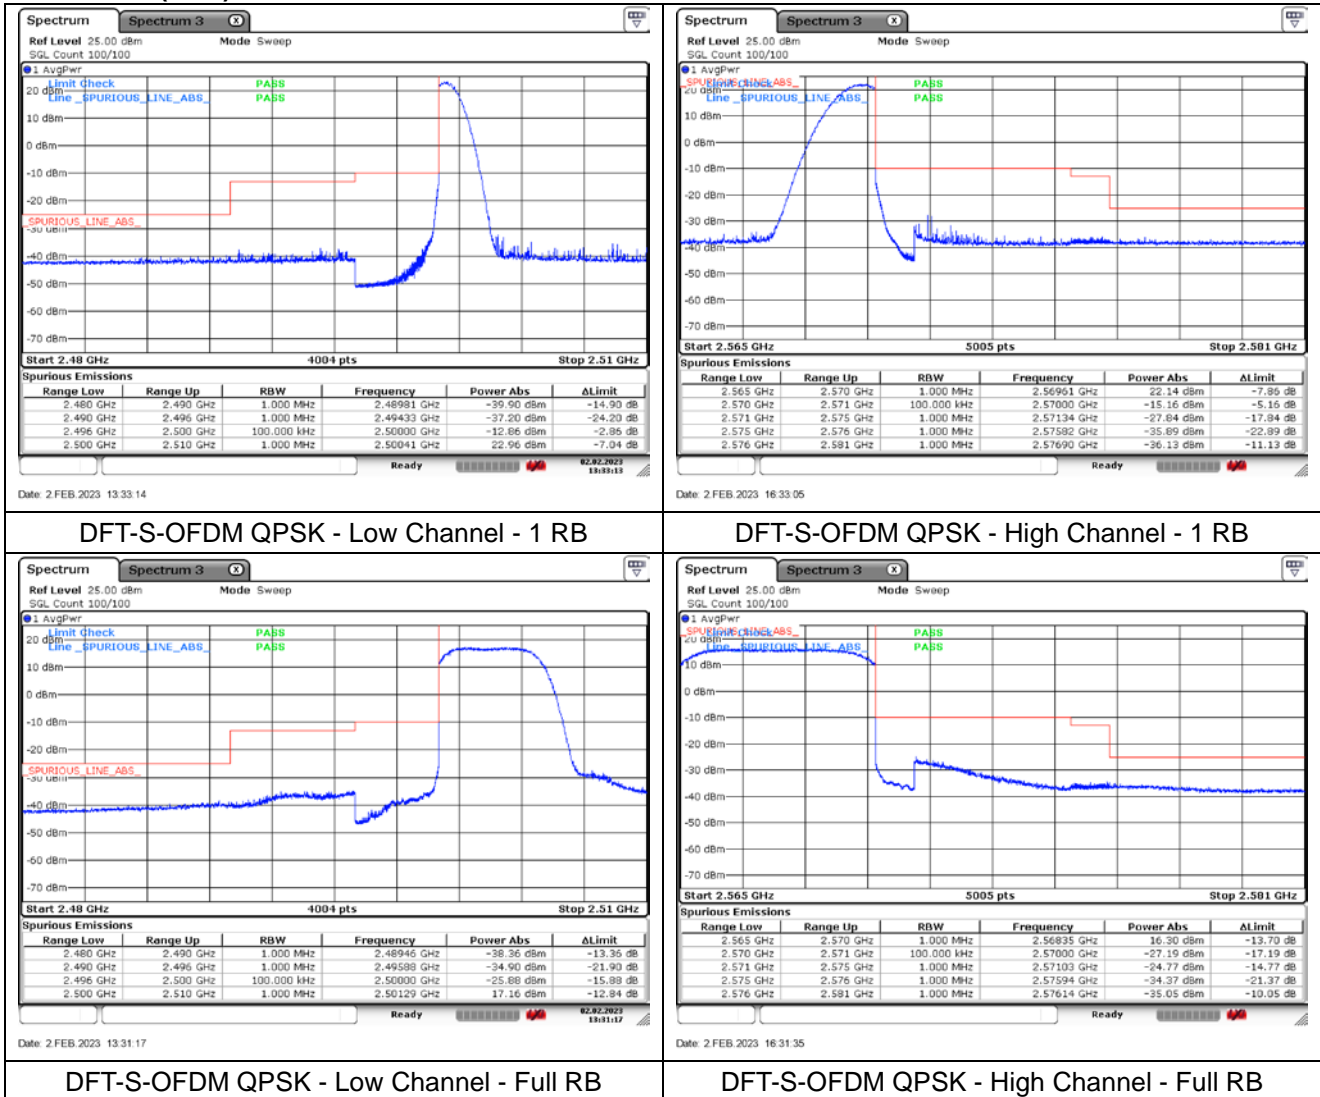 Spectrum Spectrum 3 X
Ref Level 25.00 dBm Mode Sweep
SGL Count 100/100
1 AvgPwr
Limit Check PASS
Line _SPURIOUS_LINE_ABS_ PASS
20 dBm
10 dBm
0 dBm
-10 dBm
-20 dBm
_SPURIOUS_LINE_ABS_
-30 dBm
-40 dBm
-50 dBm
-60 dBm
-70 dBm
Start 2.48 GHz 4004 pts Stop 2.51 GHz
Spurious Emissions
Range Low Range Up RBW Frequency Power Abs ΔLimit
2.480 GHz 2.490 GHz 1.000 MHz 2.48981 GHz -39.90 dBm -14.90 dB
2.490 GHz 2.496 GHz 1.000 MHz 2.49433 GHz -37.20 dBm -24.20 dB
2.496 GHz 2.500 GHz 100.000 kHz 2.50000 GHz -12.86 dBm -2.86 dB
2.500 GHz 2.510 GHz 1.000 MHz 2.50041 GHz 22.96 dBm -7.04 dB
Ready 02.02.2023
13:33:13
Date: 2.FEB.2023 13:33:14
DFT-S-OFDM QPSK - Low Channel - 1 RB
Spectrum Spectrum 3 X
Ref Level 25.00 dBm Mode Sweep
SGL Count 100/100
1 AvgPwr
_SPURIOUS_LINE_ABS_
Limit Check PASS
20 dBm
Line _SPURIOUS_LINE_ABS_ PASS
10 dBm
0 dBm
-10 dBm
-20 dBm
-30 dBm
-40 dBm
-50 dBm
-60 dBm
-70 dBm
Start 2.565 GHz 5005 pts Stop 2.581 GHz
Spurious Emissions
Range Low Range Up RBW Frequency Power Abs ΔLimit
2.565 GHz 2.570 GHz 1.000 MHz 2.56961 GHz 22.14 dBm -7.86 dB
2.570 GHz 2.571 GHz 100.000 kHz 2.57000 GHz -15.16 dBm -5.16 dB
2.571 GHz 2.575 GHz 1.000 MHz 2.57134 GHz -27.84 dBm -17.84 dB
2.575 GHz 2.576 GHz 1.000 MHz 2.57582 GHz -35.89 dBm -22.89 dB
2.576 GHz 2.581 GHz 1.000 MHz 2.57690 GHz -36.13 dBm -11.13 dB
Ready
Date: 2.FEB.2023 16:33:05
DFT-S-OFDM QPSK - High Channel - 1 RB
Spectrum Spectrum 3 X
Ref Level 25.00 dBm Mode Sweep
SGL Count 100/100
1 AvgPwr
Limit Check PASS
20 dBm
Line _SPURIOUS_LINE_ABS_ PASS
10 dBm
0 dBm
-10 dBm
-20 dBm
_SPURIOUS_LINE_ABS_
-30 dBm
-40 dBm
-50 dBm
-60 dBm
-70 dBm
Start 2.48 GHz 4004 pts Stop 2.51 GHz
Spurious Emissions
Range Low Range Up RBW Frequency Power Abs ΔLimit
2.480 GHz 2.490 GHz 1.000 MHz 2.48946 GHz -38.36 dBm -13.36 dB
2.490 GHz 2.496 GHz 1.000 MHz 2.49588 GHz -34.90 dBm -21.90 dB
2.496 GHz 2.500 GHz 100.000 kHz 2.50000 GHz -25.88 dBm -15.88 dB
2.500 GHz 2.510 GHz 1.000 MHz 2.50129 GHz 17.16 dBm -12.84 dB
Ready 02.02.2023
13:31:17
Date: 2.FEB.2023 13:31:17
DFT-S-OFDM QPSK - Low Channel - Full RB
Spectrum Spectrum 3 X
Ref Level 25.00 dBm Mode Sweep
SGL Count 100/100
1 AvgPwr
_SPURIOUS_LINE_ABS_
Limit Check PASS
20 dBm
Line _SPURIOUS_LINE_ABS_ PASS
10 dBm
0 dBm
-10 dBm
-20 dBm
-30 dBm
-40 dBm
-50 dBm
-60 dBm
-70 dBm
Start 2.565 GHz 5005 pts Stop 2.581 GHz
Spurious Emissions
Range Low Range Up RBW Frequency Power Abs ΔLimit
2.565 GHz 2.570 GHz 1.000 MHz 2.56835 GHz 16.30 dBm -13.70 dB
2.570 GHz 2.571 GHz 100.000 kHz 2.57000 GHz -27.19 dBm -17.19 dB
2.571 GHz 2.575 GHz 1.000 MHz 2.57103 GHz -24.77 dBm -14.77 dB
2.575 GHz 2.576 GHz 1.000 MHz 2.57594 GHz -34.37 dBm -21.37 dB
2.576 GHz 2.581 GHz 1.000 MHz 2.57614 GHz -35.05 dBm -10.05 dB
Ready
Date: 2.FEB.2023 16:31:35
DFT-S-OFDM QPSK - High Channel - Full RB